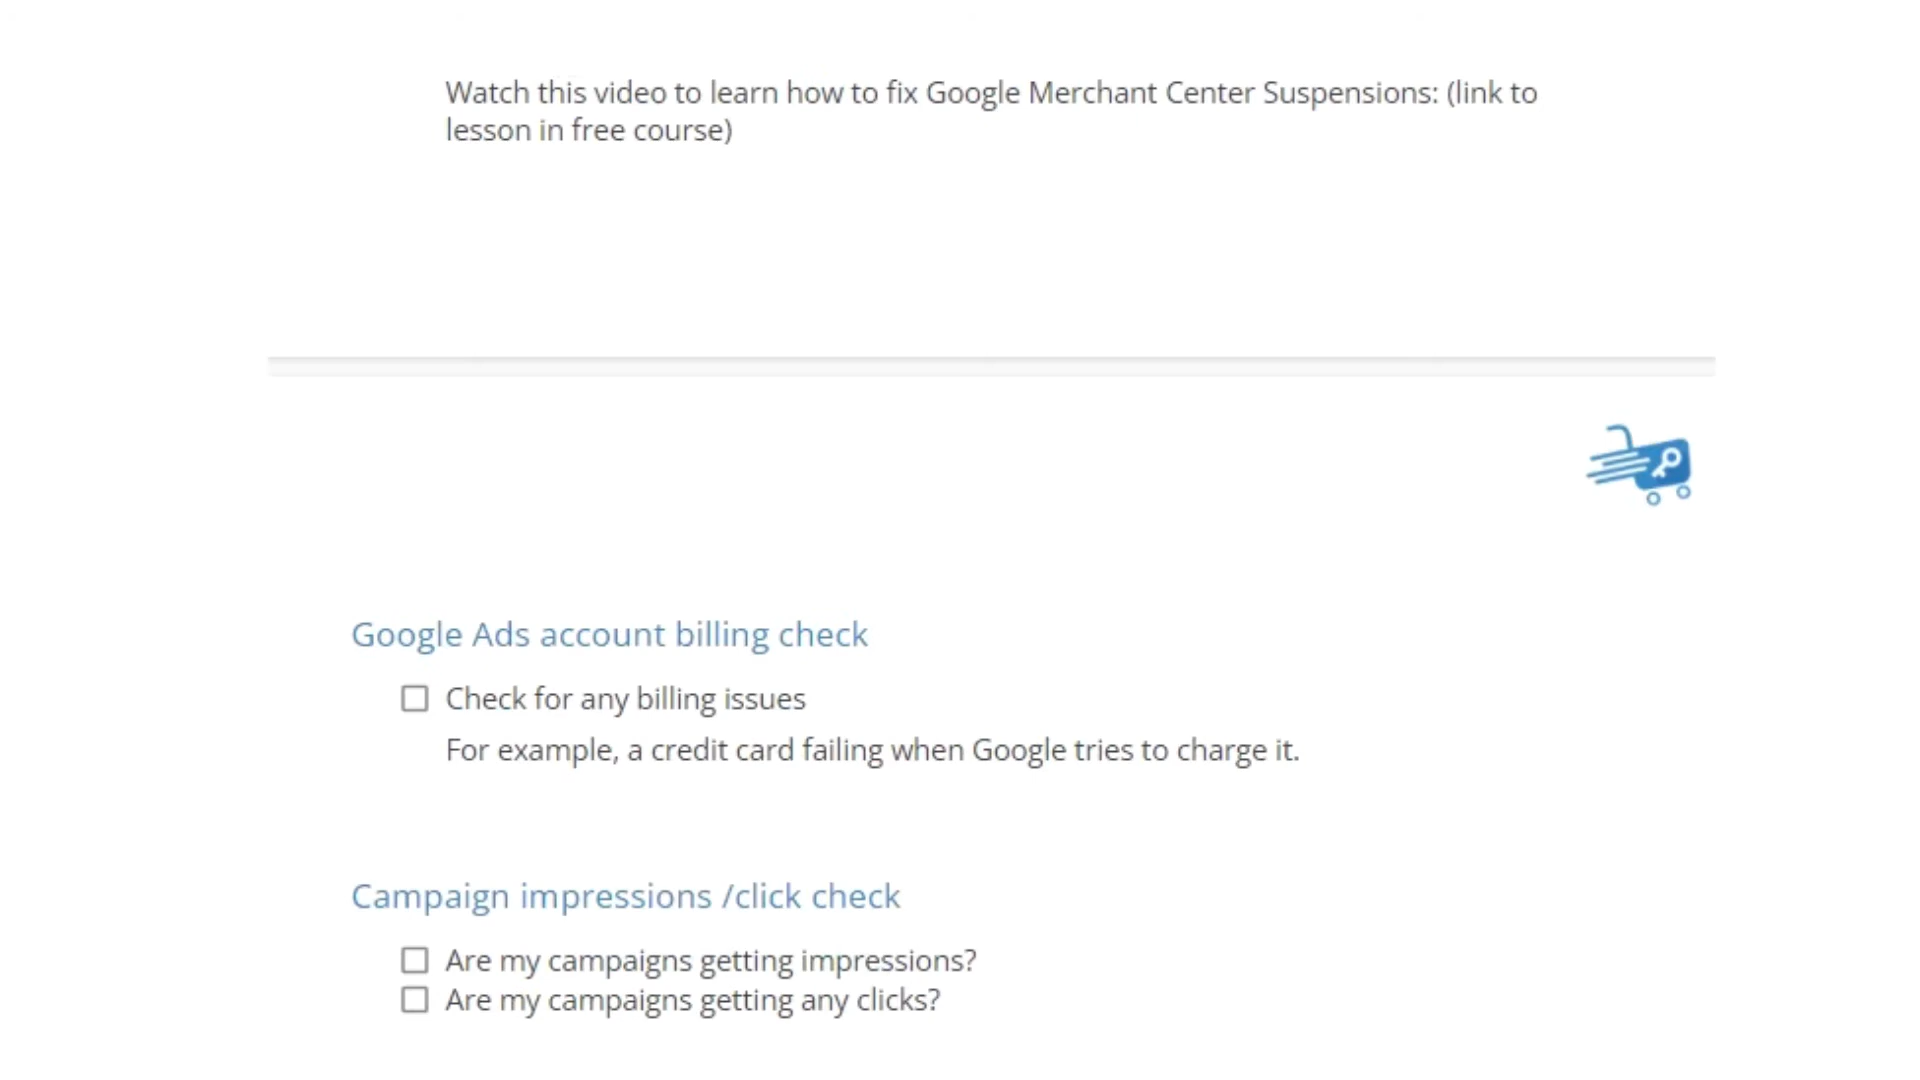 Watch this video to learn how to fix Google Merchant Center Suspensions: (link to
lesson in free course)
Google Ads account billing check
Check for any billing issues
For example, a credit card failing when Google tries to charge it.
Campaign impressions /click check
Are my campaigns getting impressions?
Are my campaigns getting any clicks?